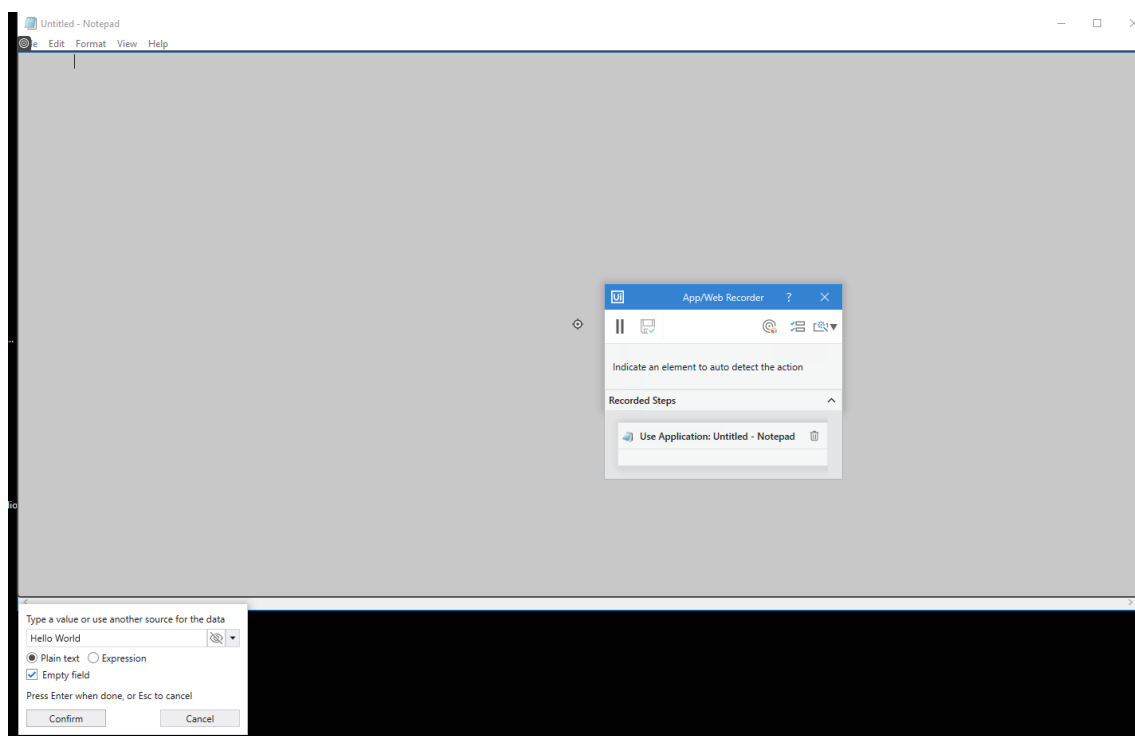 Untitled - Notepad
Edit Format View Help
Ui App/Web Recorder ?
Indicate an element to auto detect the action
Recorded Steps
Use Application: Untitled - Notepad
Type a value or use another source for the data
Hello World
Plain text Expression
Empty field
Press Enter when done, or Esc to cancel
Confirm Cancel